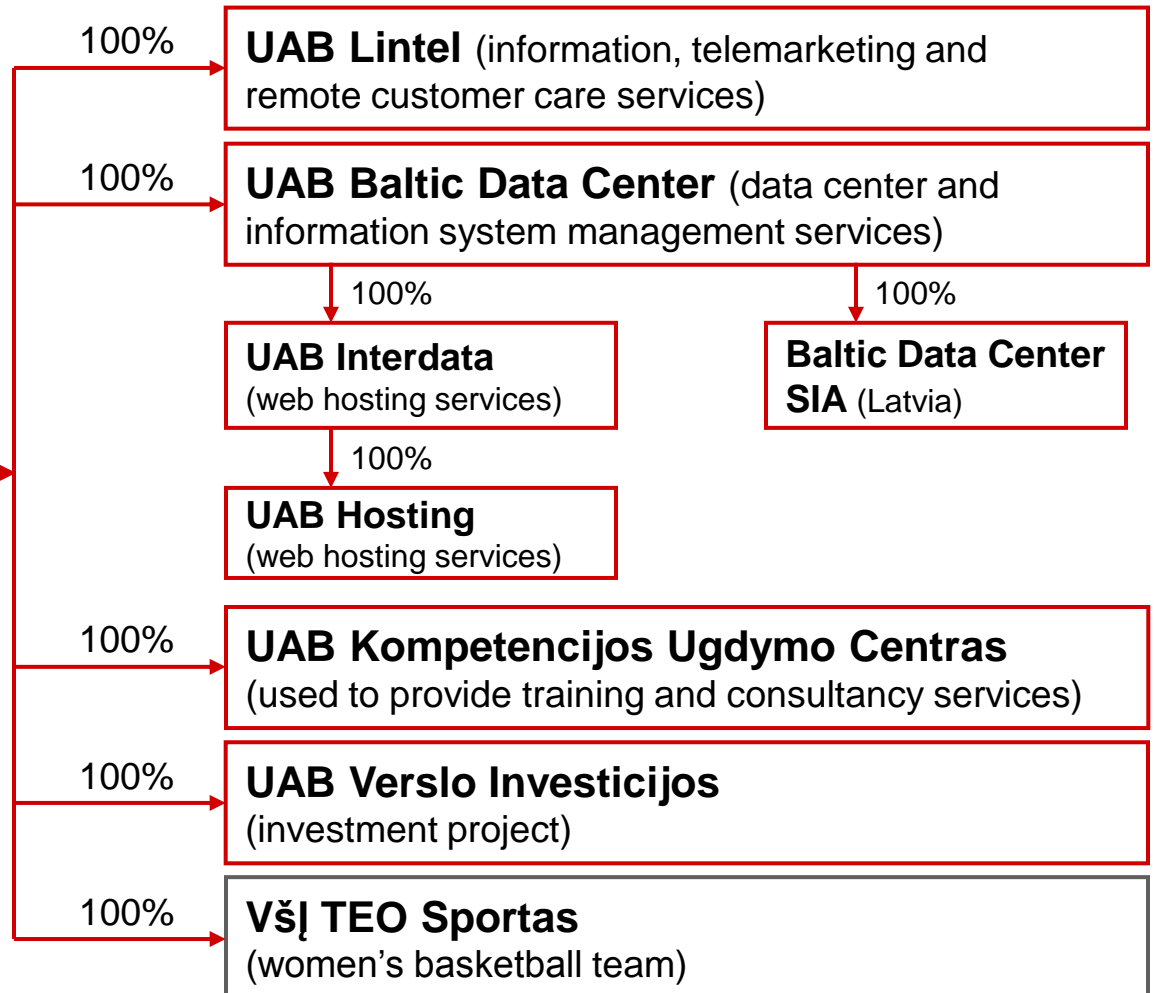 100%
UAB Lintel (information, telemarketing and
remote customer care services)
100%
UAB Baltic Data Center (data center and
information system management services)
100%
100%
UAB Interdata
(web hosting services)
Baltic Data Center
SIA (Latvia)
100%
UAB Hosting
(web hosting services)
100%
UAB Kompetencijos Ugdymo Centras
(used to provide training and consultancy services)
100%
UAB Verslo Investicijos
(investment project)
100%
VšĮ TEO Sportas
(women’s basketball team)